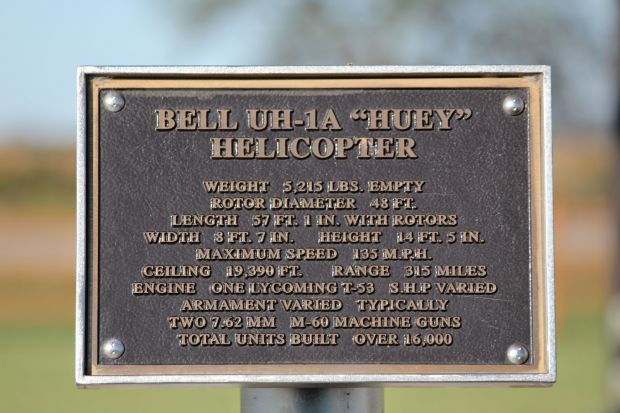 BELL UH-1A "HUEY"
HELICOPTER
WEIGHT 5,215 LBS. EMPTY
ROTOR DIAMETER 48 FT.
LENGTH 57 FT. 1 IN. WITH ROTORS
WIDTH 8 FT. 7 IN. HEIGHT 14 FT. 5 IN.
MAXIMUM SPEED 135 M.P.H.
CEILING 19,390 FT. RANGE 315 MILES
ENGINE ONE LYCOMING T-53 S.H.P VARIED
ARMAMENT VARIED TYPICALLY
TWO 7.62 MM M-60 MACHINE GUNS
TOTAL UNITS BUILT OVER 16,000